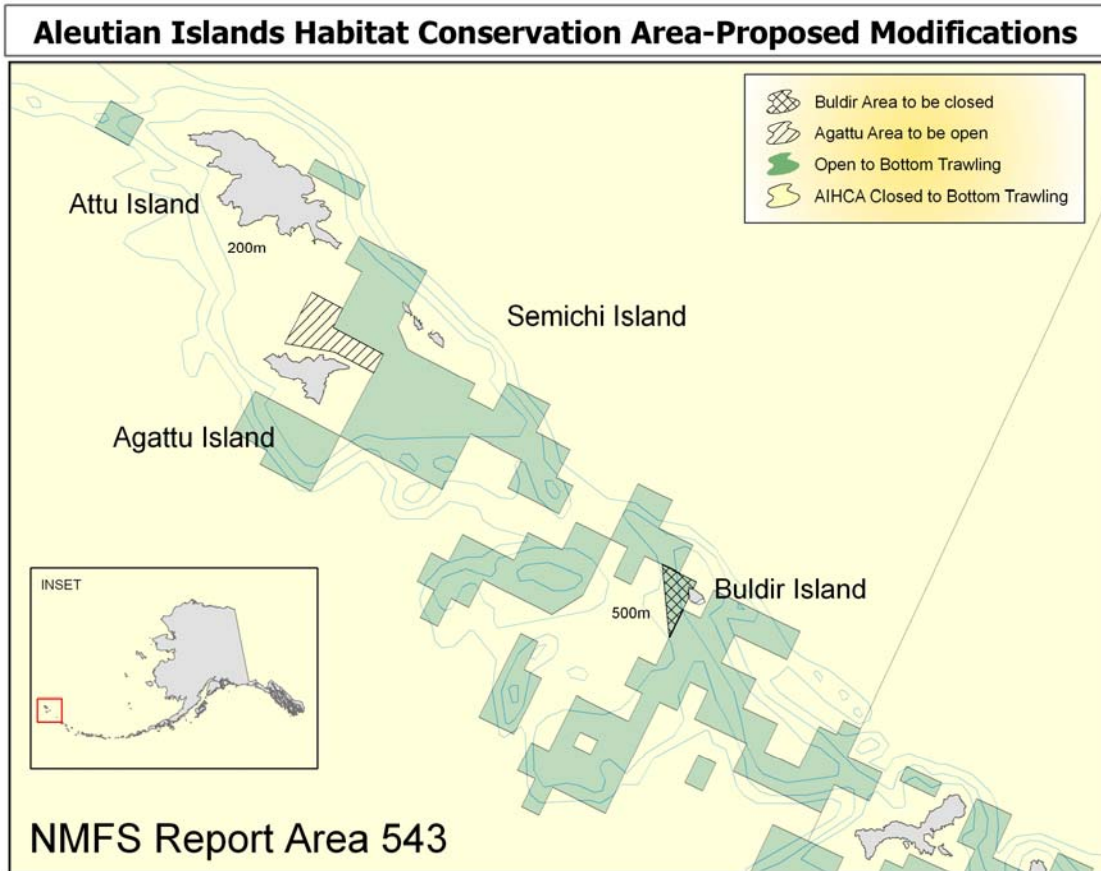 Aleutian Islands Habitat Conservation Area-Proposed Modifications
Buldir Area to be closed
Agattu Area to be open
Open to Bottom Trawling
AIHCA Closed to Bottom Trawling
Attu Island
200m
Semichi Island
Agattu Island
Buldir Island
500m
INSET
NMFS Report Area 543